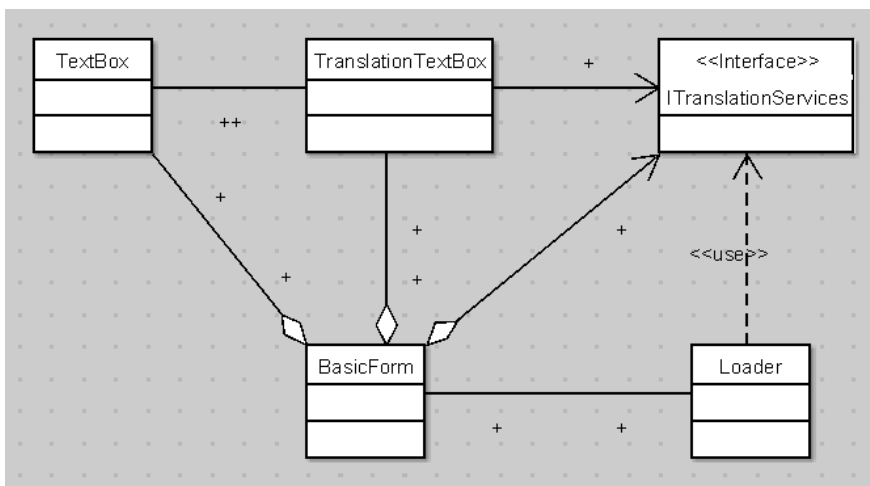 TextBox
TranslationTextBox
+
<<Interface>>
ITranslationServices
++
+
+
+
<<use>>
+
+
BasicForm
Loader
+
+